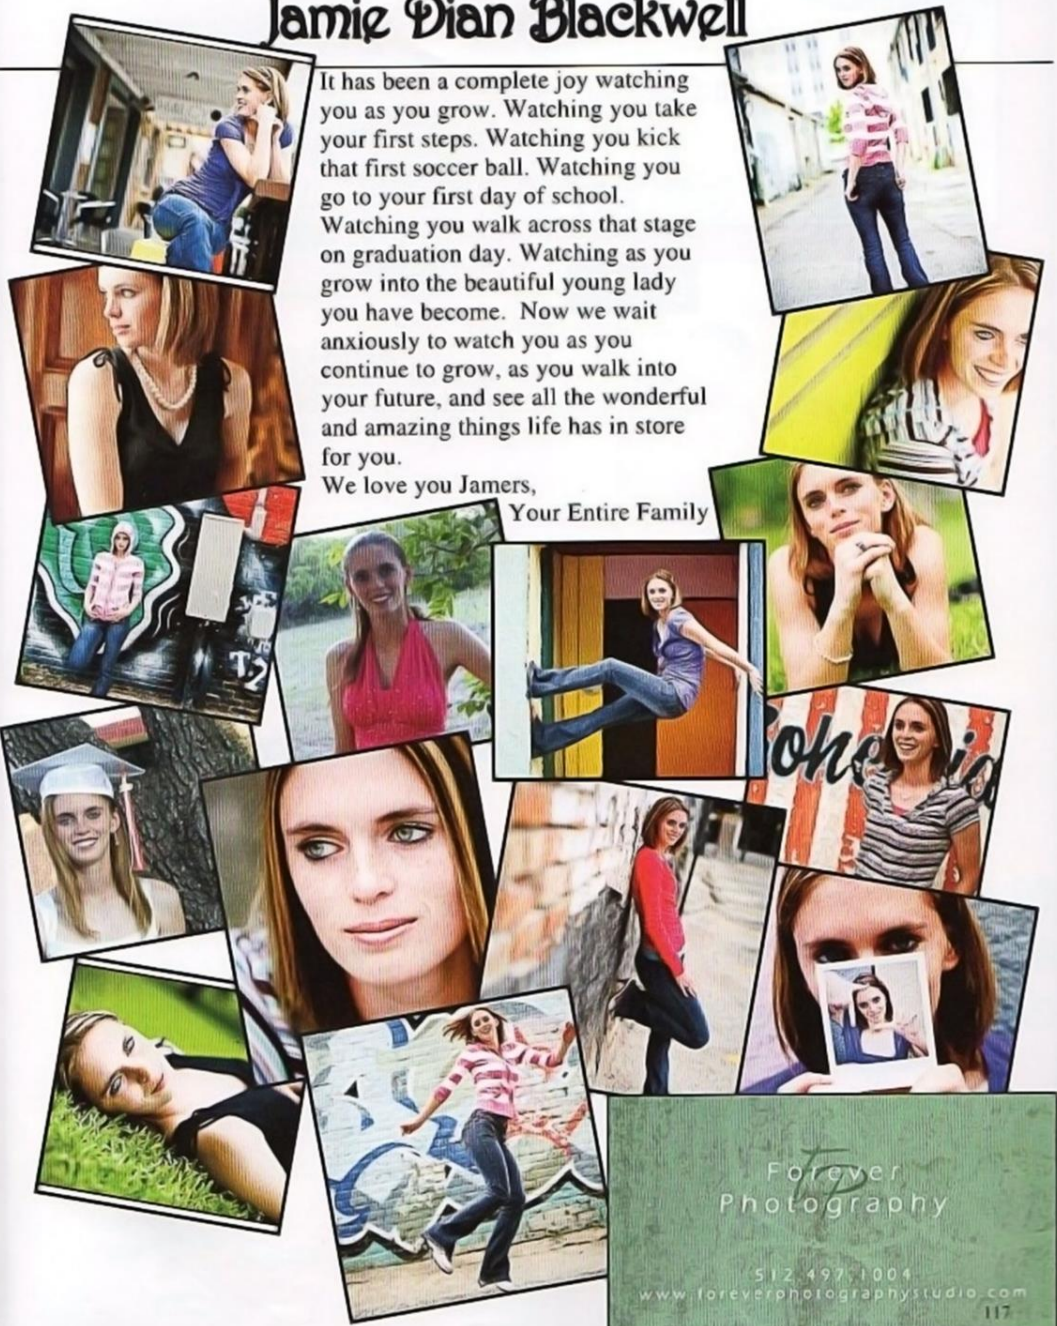 Jamie Dian Blackwell
It has been a complete joy watching
you as you grow. Watching you take
your first steps. Watching you kick
that first soccer ball. Watching you
go to your first day of school.
Watching you walk across that stage
on graduation day. Watching as you
grow into the beautiful young lady
you have become. Now we wait
anxiously to watch you as you
continue to grow, as you walk into
your future, and see all the wonderful
and amazing things life has in store
for you.
We love you Jamers,
Your Entire Family
Forever
Photography
512.497.1004
www.foreverphotographystudio.com
117